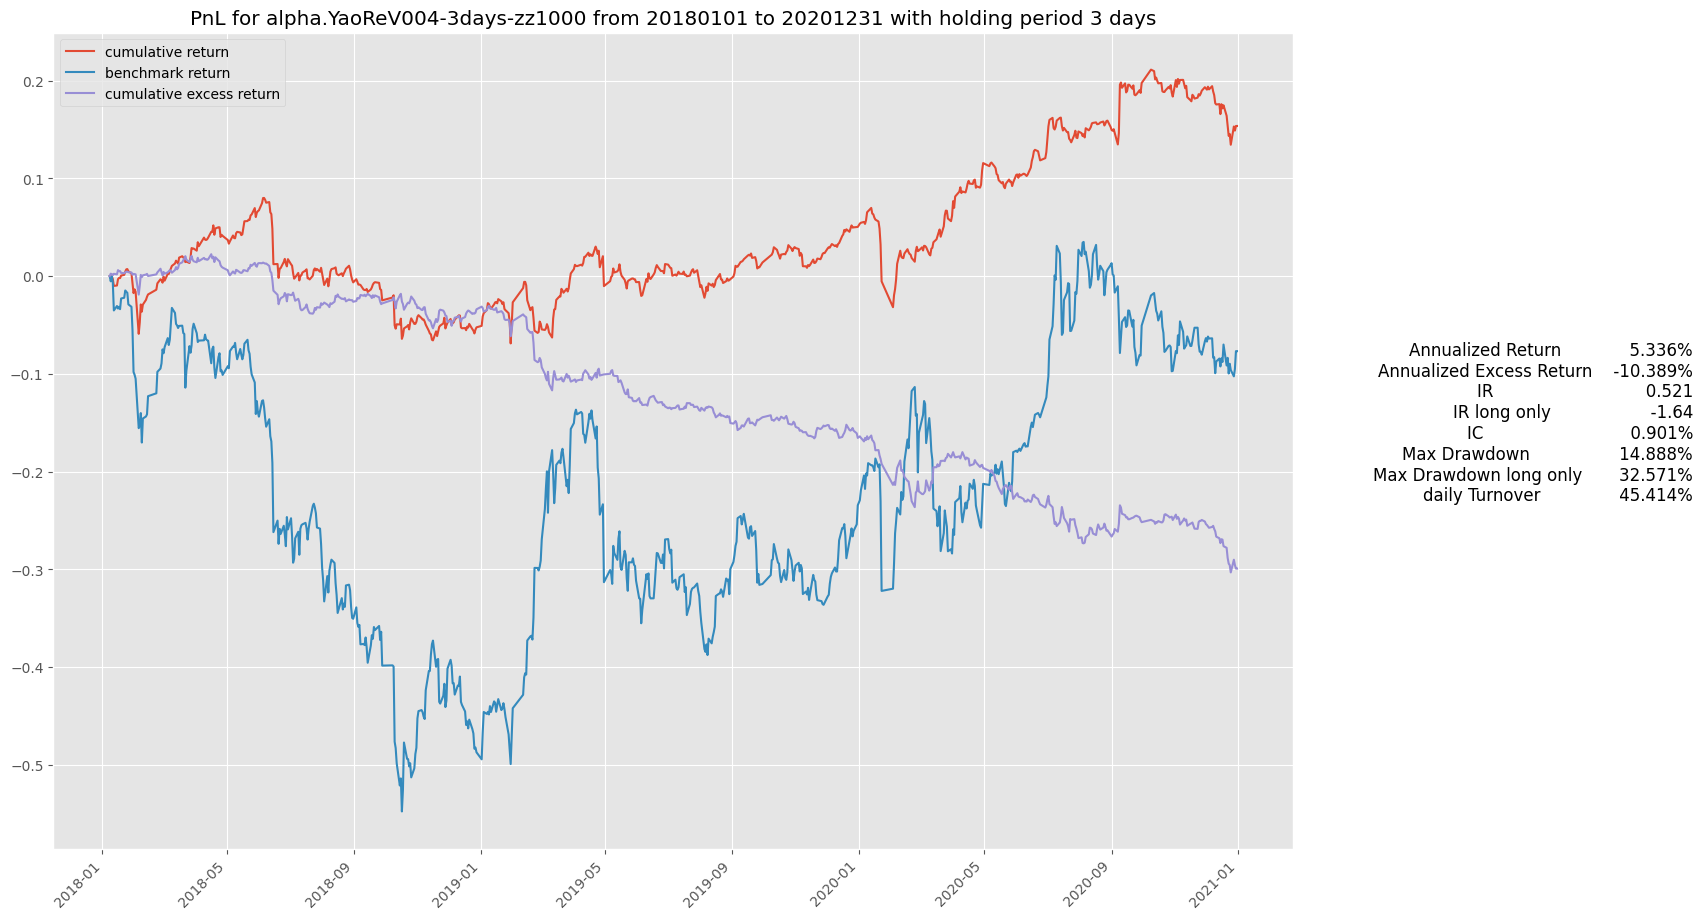 PnL for alpha.YaoReV004-3days-zz1000 from 20180101 to 20201231 with holding period 3 days
cumulative return
benchmark return
cumulative excess return
0.2
0.1
0.0
−0.1
−0.2
−0.3
−0.4
−0.5
2018-01
2018-05
2018-09
2019-01
2019-05
2019-09
2020-01
2020-05
2020-09
2021-01
Annualized Return 5.336%
Annualized Excess Return -10.389%
IR 0.521
IR long only -1.64
IC 0.901%
Max Drawdown 14.888%
Max Drawdown long only 32.571%
daily Turnover 45.414%